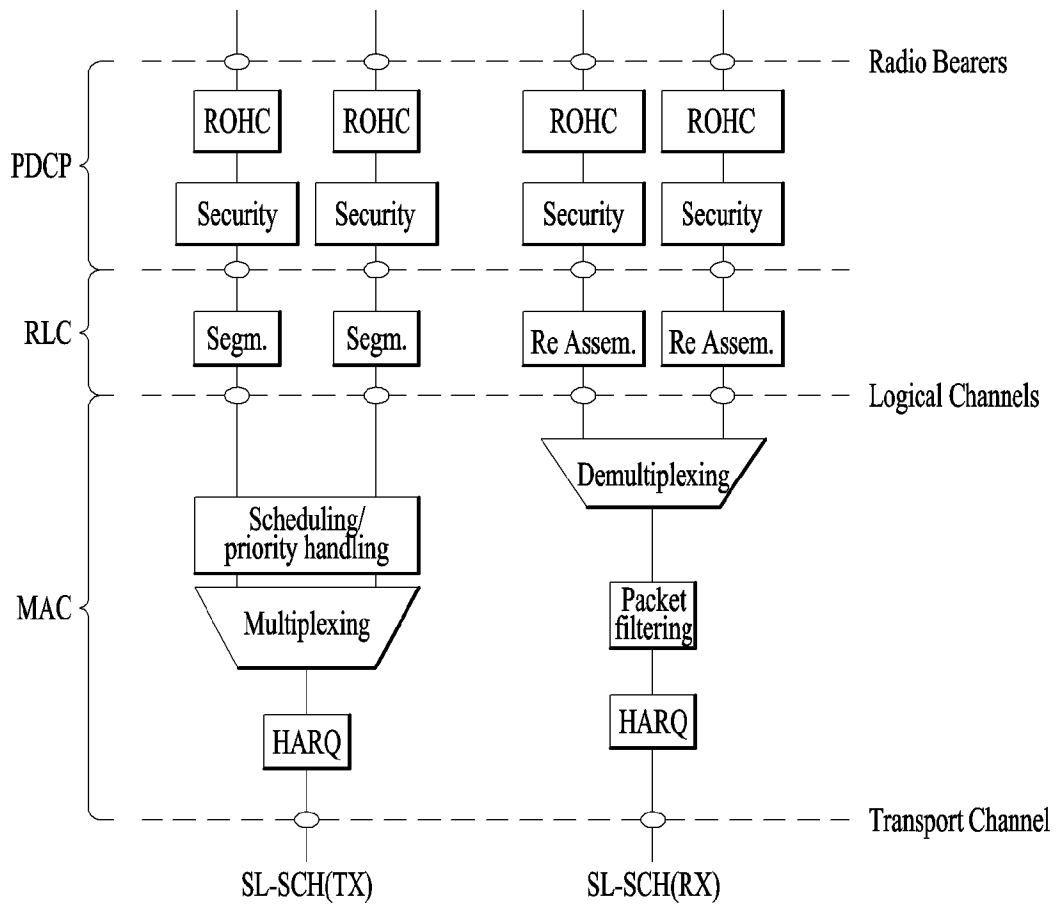 Radio Bearers
ROHC
ROHC
ROHC
ROHC
PDCP
Security
Security
Security
Security
RLC
Segm.
Segm.
Re Assem.
Re Assem.
Logical Channels
Demultiplexing
Scheduling/
priority handling
MAC
Multiplexing
Packet
filtering
HARQ
HARQ
Transport Channel
SL-SCH(TX)
SL-SCH(RX)